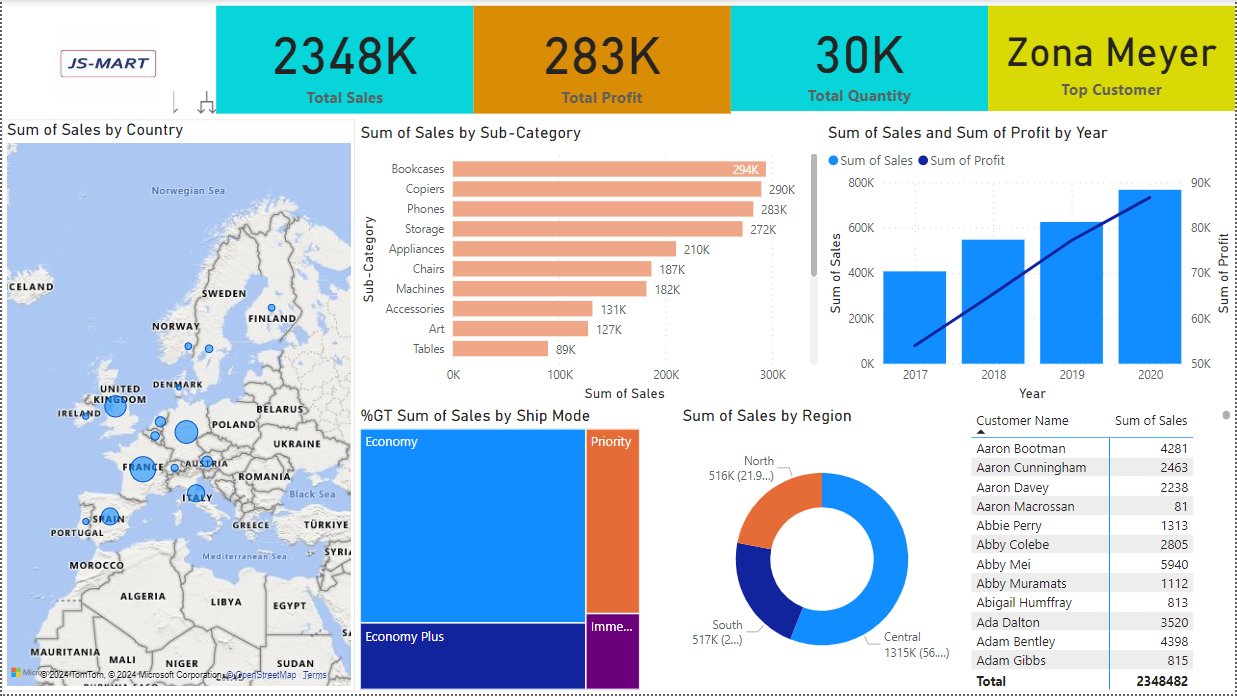 JS-MART
2348K
Total Sales
283K
Total Profit
30K
Total Quantity
Zona Meyer
Top Customer
Sum of Sales by Country
Norwegian Sea
CELAND
SWEDEN
FINLAND
NORWAY
DENMARK
UNITED
KINGDOM
IRELAND
BELARUS
POLAND
UKRAINE
FRANCE
AUSTRIA
ROMANIA
ITALY
Black Sea
SPAIN
PORTUGAL
GREECE
TÜRKIYE
Mediterranean Sea
SYRI
MOROCCO
ALGERIA
LIBYA
EGYPT
MAURITANIA
MALI
NIGER
SUDAN
© 2024 TomTom, © 2024 Microsoft Corporation, © OpenStreetMap Terms
Sum of Sales by Sub-Category
Sub-Category
Bookcases 294K
Copiers 290K
Phones 283K
Storage 272K
Appliances 210K
Chairs 187K
Machines 182K
Accessories 131K
Art 127K
Tables 89K
0K 100K 200K 300K
Sum of Sales
Sum of Sales and Sum of Profit by Year
Sum of Sales Sum of Profit
800K 90K
600K 80K
400K 70K
200K 60K
0K 50K
Sum of Sales
Sum of Profit
2017 2018 2019 2020
Year
%GT Sum of Sales by Ship Mode
Economy
Priority
Economy Plus
Imme...
Sum of Sales by Region
North
516K (21.9...)
South
517K (2...)
Central
1315K (56....)
Customer Name Sum of Sales
Aaron Bootman 4281
Aaron Cunningham 2463
Aaron Davey 2238
Aaron Macrossan 81
Abbie Perry 1313
Abby Colebe 2805
Abby Mei 5940
Abby Muramats 1112
Abigail Humffray 813
Ada Dalton 3520
Adam Bentley 4398
Adam Gibbs 815
Total 2348482